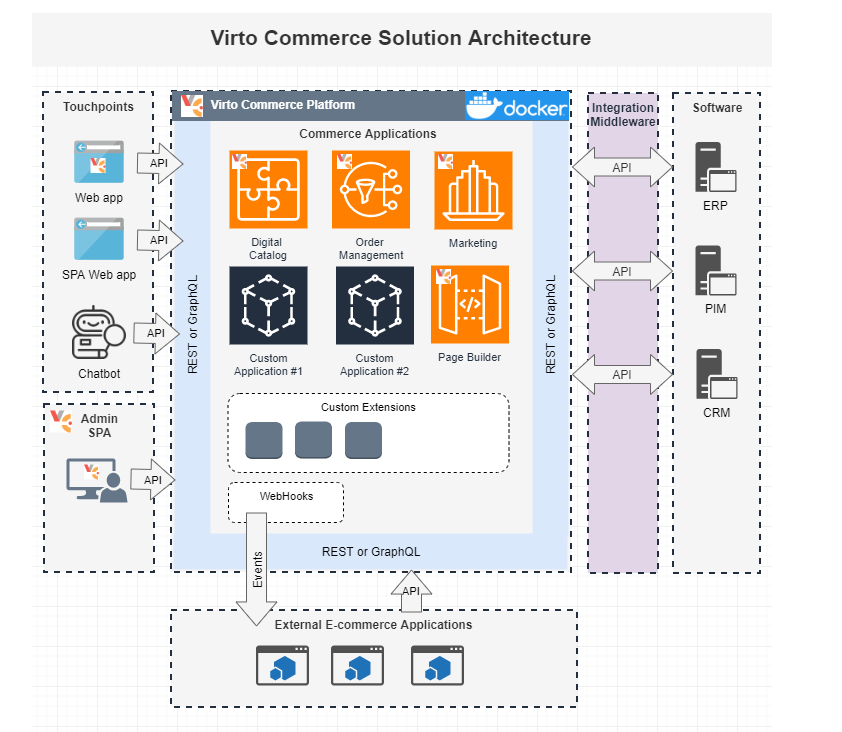 Virto Commerce Solution Architecture
Touchpoints
Web app
SPA Web app
Chatbot
API
API
API
Admin
SPA
API
Virto Commerce Platform
docker
Commerce Applications
Digital
Catalog
Order
Management
Marketing
Custom
Application #1
Custom
Application #2
Page Builder
REST or GraphQL
REST or GraphQL
Custom Extensions
WebHooks
REST or GraphQL
Events
API
External E-commerce Applications
Integration
Middleware
API
API
API
Software
ERP
PIM
CRM